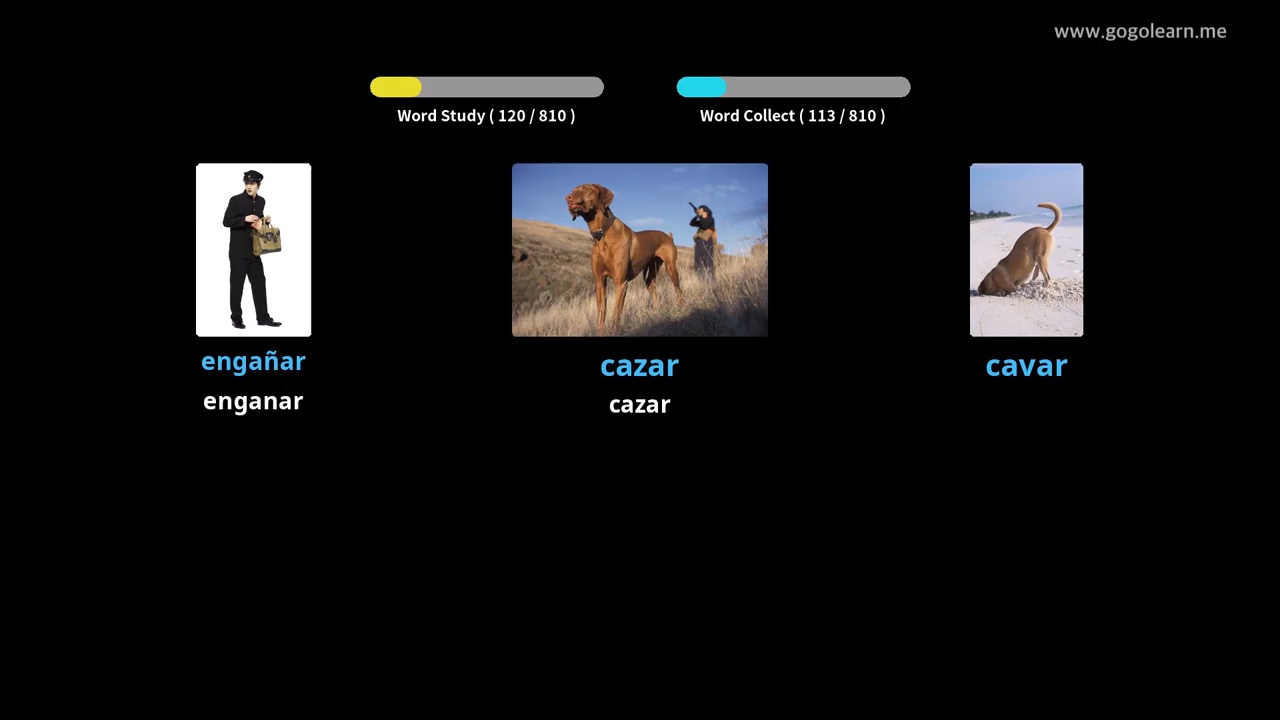 www.gogolearn.me
Word Study ( 120 / 810 )
Word Collect ( 113 / 810 )
engañar
cazar
cavar
enganar
cazar